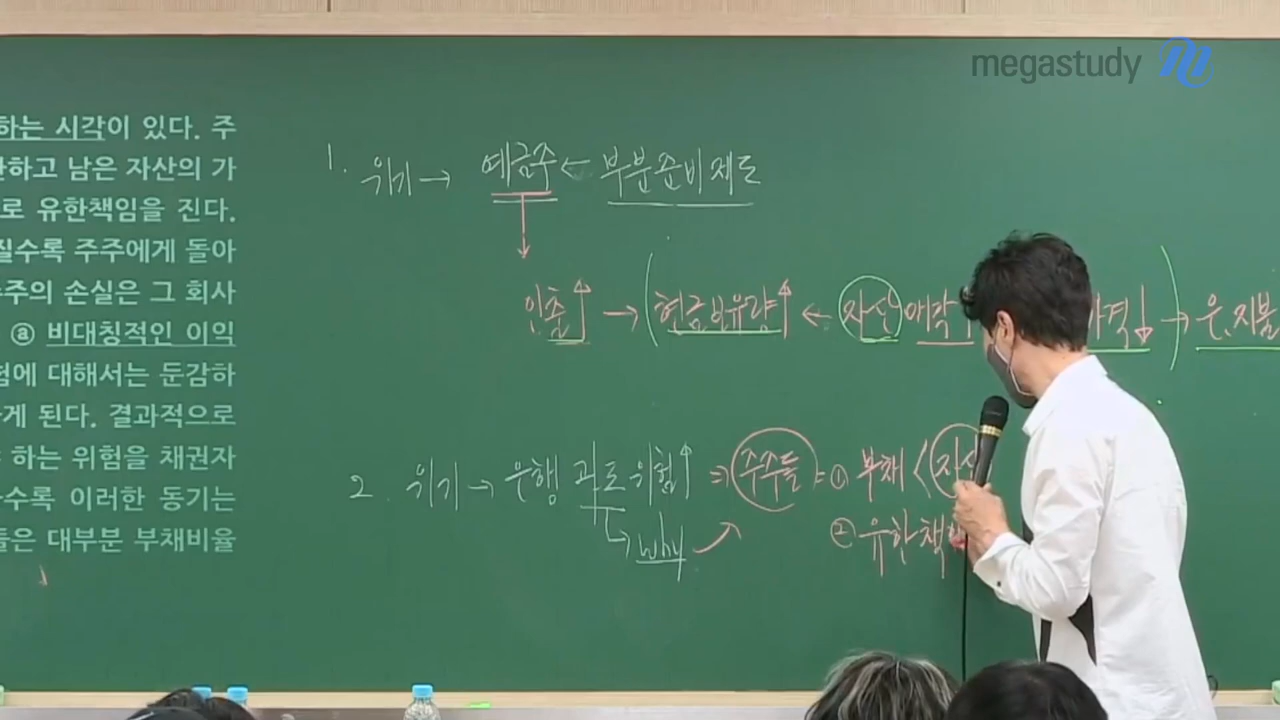 megastudy
하는 시각이 있다. 주
하고 남은 자산의 가
로 유한책임을 진다.
질수록 주주에게 돌아
주주의 손실은 그 회사
ⓐ 비대칭적인 이익
험에 대해서는 둔감하
게 된다. 결과적으로
하는 위험을 채권자
수록 이러한 동기는
들은 대부분 부채비율
1. 위기 → 예금주 ← 부분준비제도
인출↑ → (현금보유량↑ ← 자산 매각 가격↓) → 은, 지불
2. 위기 → 은행 과도 위험↑ ⇒ 주주들 ① 부채 < 자산
why ② 유한책